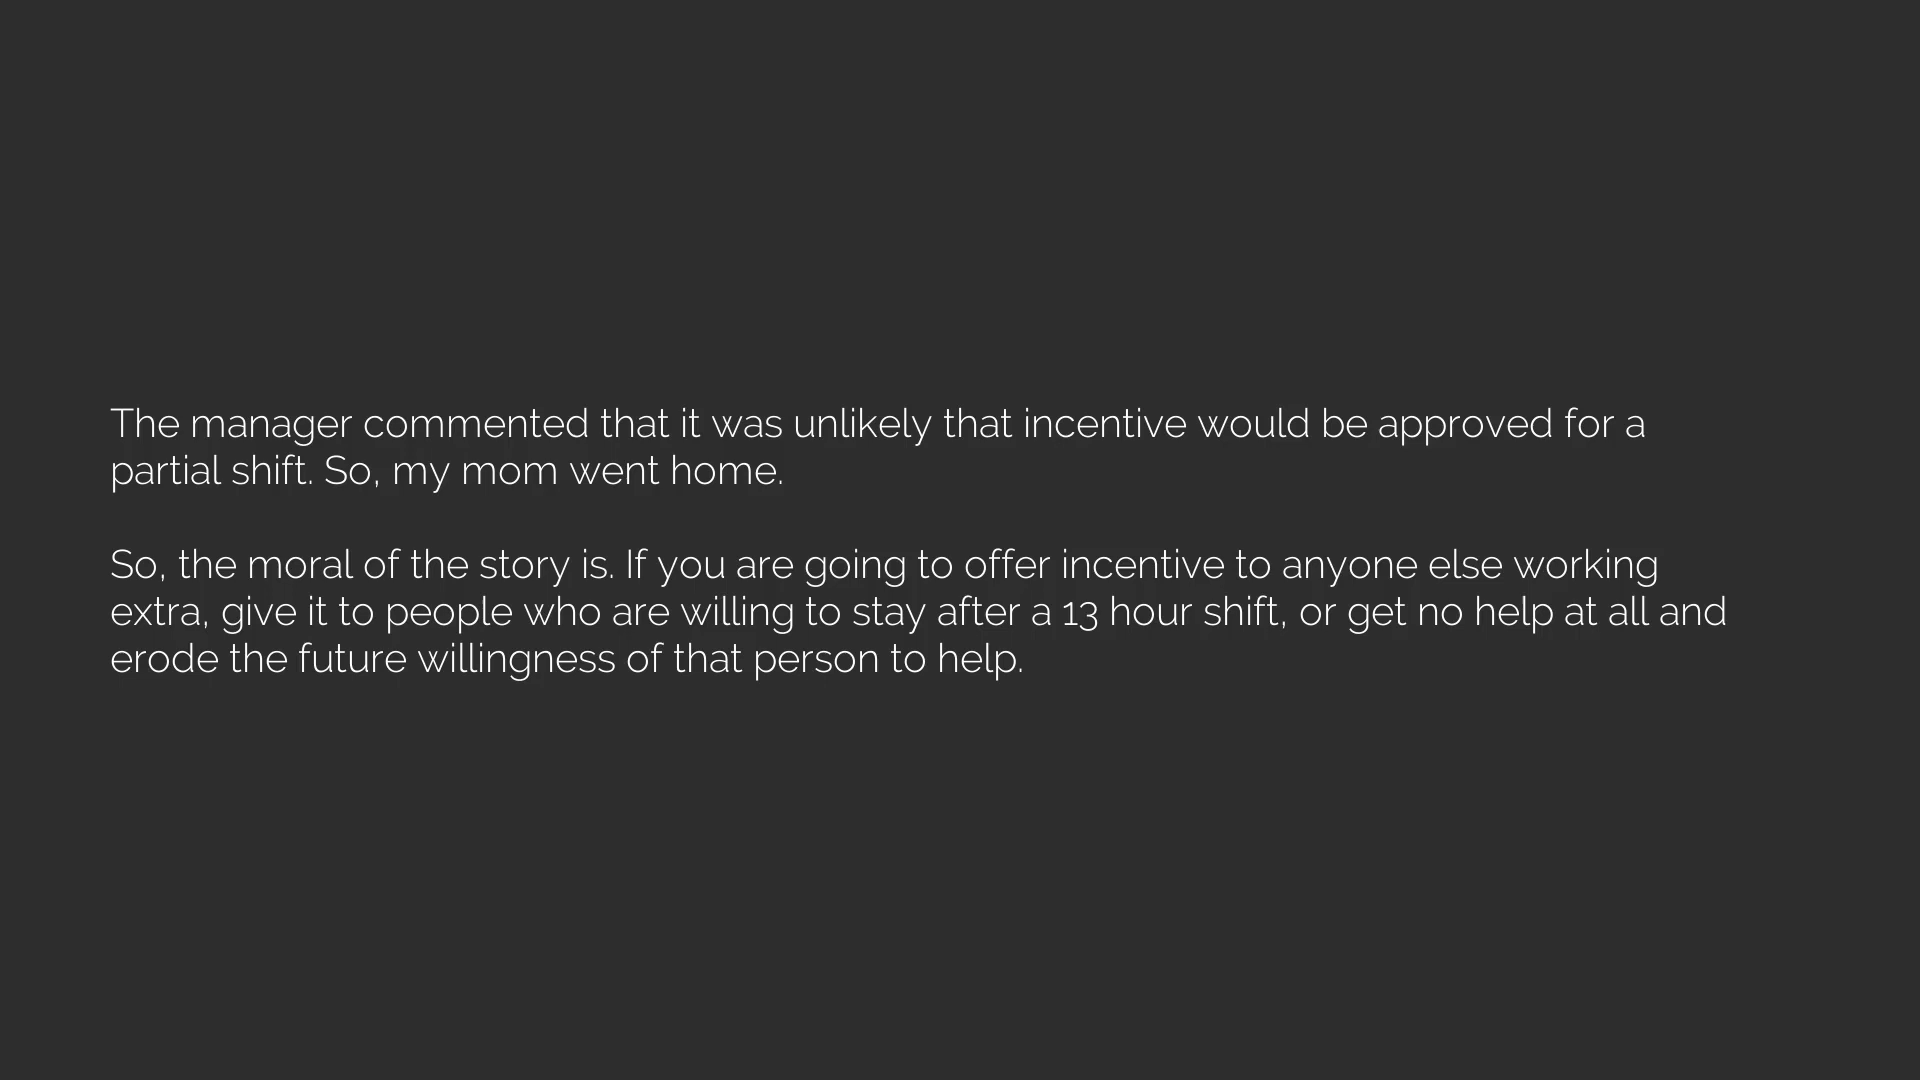 The manager commented that it was unlikely that incentive would be approved for a
partial shift. So, my mom went home.
So, the moral of the story is. If you are going to offer incentive to anyone else working
extra, give it to people who are willing to stay after a 13 hour shift, or get no help at all and
erode the future willingness of that person to help.